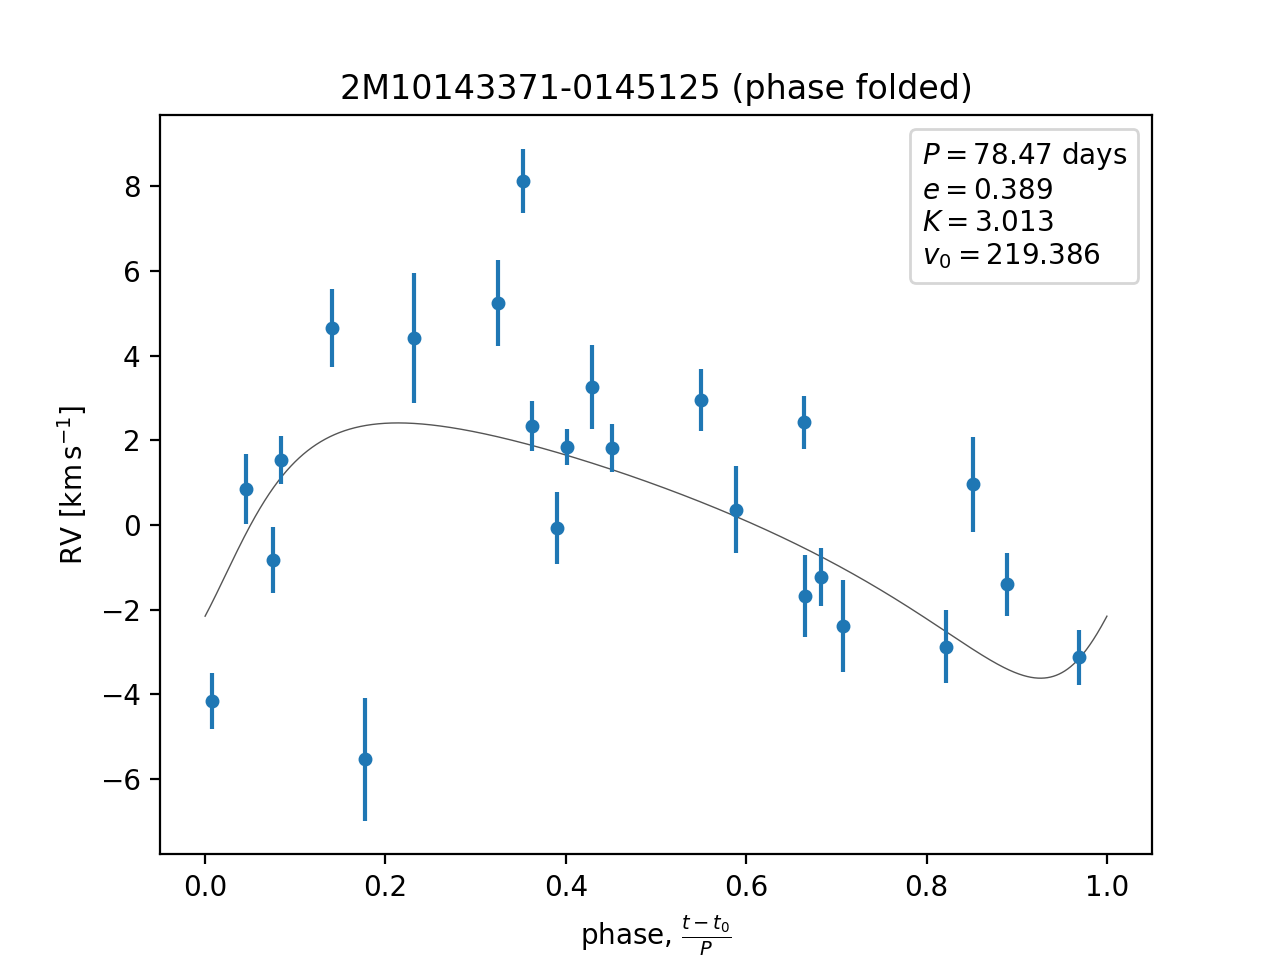 2M10143371-0145125 (phase folded)
P = 78.47 days
e = 0.389
K = 3.013
v₀ = 219.386
RV [km s⁻¹]
8
6
4
2
0
−2
−4
−6
0.0 0.2 0.4 0.6 0.8 1.0
phase, (t − t₀)/P